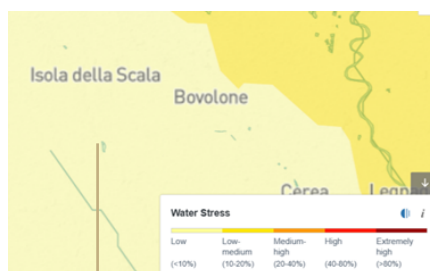 Isola della Scala
Bovolone
Cerea
Legnag
Water Stress
i
Low
Low-medium
Medium-high
High
Extremely high
(<10%)
(10-20%)
(20-40%)
(40-80%)
(>80%)